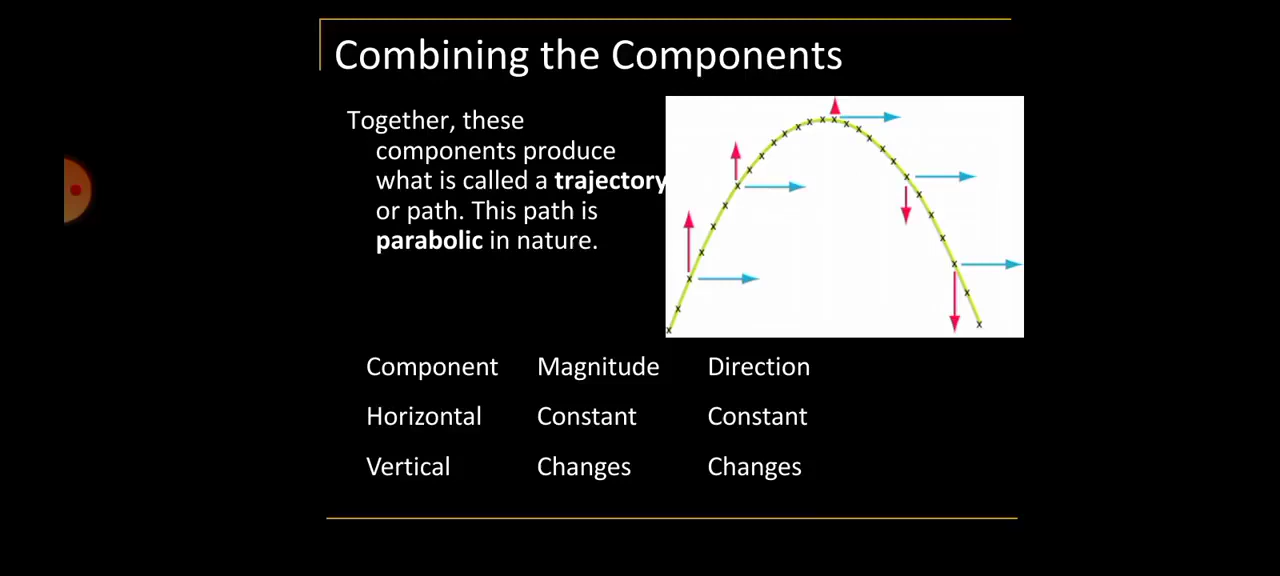 Combining the Components
Together, these
components produce
what is called a trajectory
or path. This path is
parabolic in nature.
Component Magnitude Direction
Horizontal Constant Constant
Vertical Changes Changes